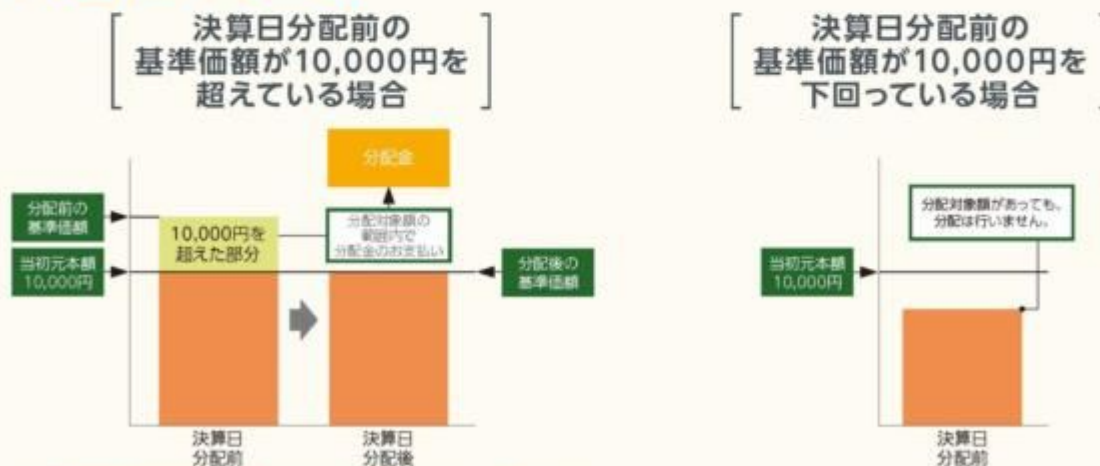 決算日分配前の
基準価額が10,000円を
超えている場合
分配金
分配前の
基準価額
10,000円を
超えた部分
分配対象額の
範囲内で
分配金のお支払い
当初元本額
10,000円
分配後の
基準価額
決算日
分配前
決算日
分配後
決算日分配前の
基準価額が10,000円を
下回っている場合
分配対象額があっても、
分配は行いません。
当初元本額
10,000円
決算日
分配前